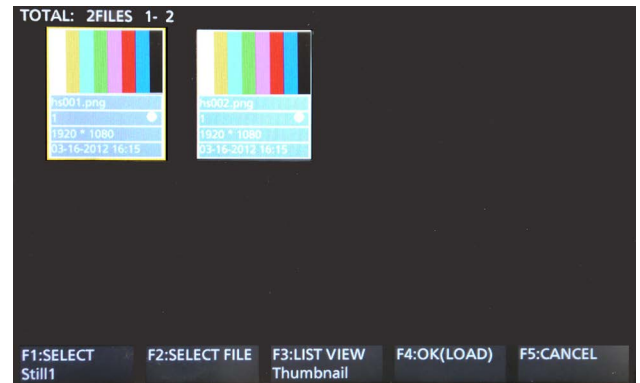 TOTAL: 2FILES 1- 2
hs001.png
1
1920 * 1080
03-16-2012 16:15
hs002.png
1
1920 * 1080
03-16-2012 16:15
F1:SELECT
Still1
F2:SELECT FILE
F3:LIST VIEW
Thumbnail
F4:OK(LOAD)
F5:CANCEL